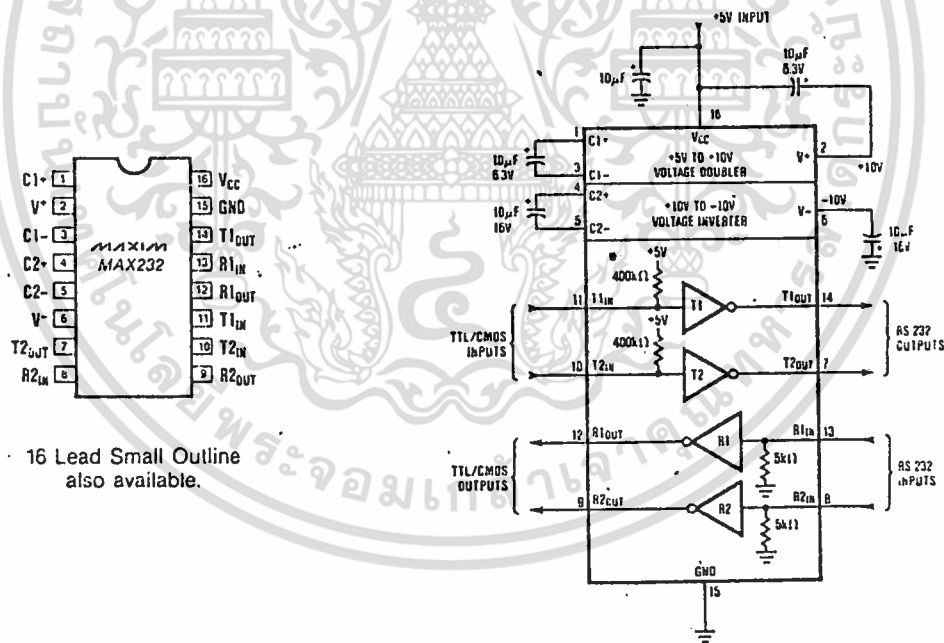 C1+ 1
V+ 2
C1- 3
C2+ 4
C2- 5
V- 6
T2OUT 7
R2IN 8
MAXIM
MAX232
16 VCC
15 GND
14 T1OUT
13 R1IN
12 R1OUT
11 T1IN
10 T2IN
9 R2OUT
16 Lead Small Outline
also available.
+5V INPUT
10µF
10µF
6.3V
16
VCC
1
C1+
10µF
6.3V
3
C1-
+5V TO +10V
VOLTAGE DOUBLER
2
V+
+10V
4
C2+
10µF
16V
5
C2-
+10V TO -10V
VOLTAGE INVERTER
V-
-10V
6
10µF
16V
+5V
400kΩ
11
T1IN
T1
T1OUT
14
+5V
400kΩ
10
T2IN
T2
T2OUT
7
TTL/CMOS
INPUTS
RS 232
OUTPUTS
12
R1OUT
R1
R1IN
13
5kΩ
9
R2OUT
R2
R2IN
8
5kΩ
TTL/CMOS
OUTPUTS
RS 232
INPUTS
GND
15